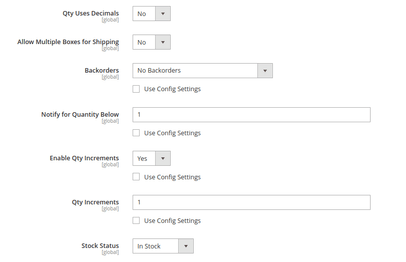 Qty Uses Decimals
[global]
No
Allow Multiple Boxes for Shipping
[global]
No
Backorders
[global]
No Backorders
Use Config Settings
Notify for Quantity Below
[global]
1
Use Config Settings
Enable Qty Increments
[global]
Yes
Use Config Settings
Qty Increments
[global]
1
Use Config Settings
Stock Status
[global]
In Stock